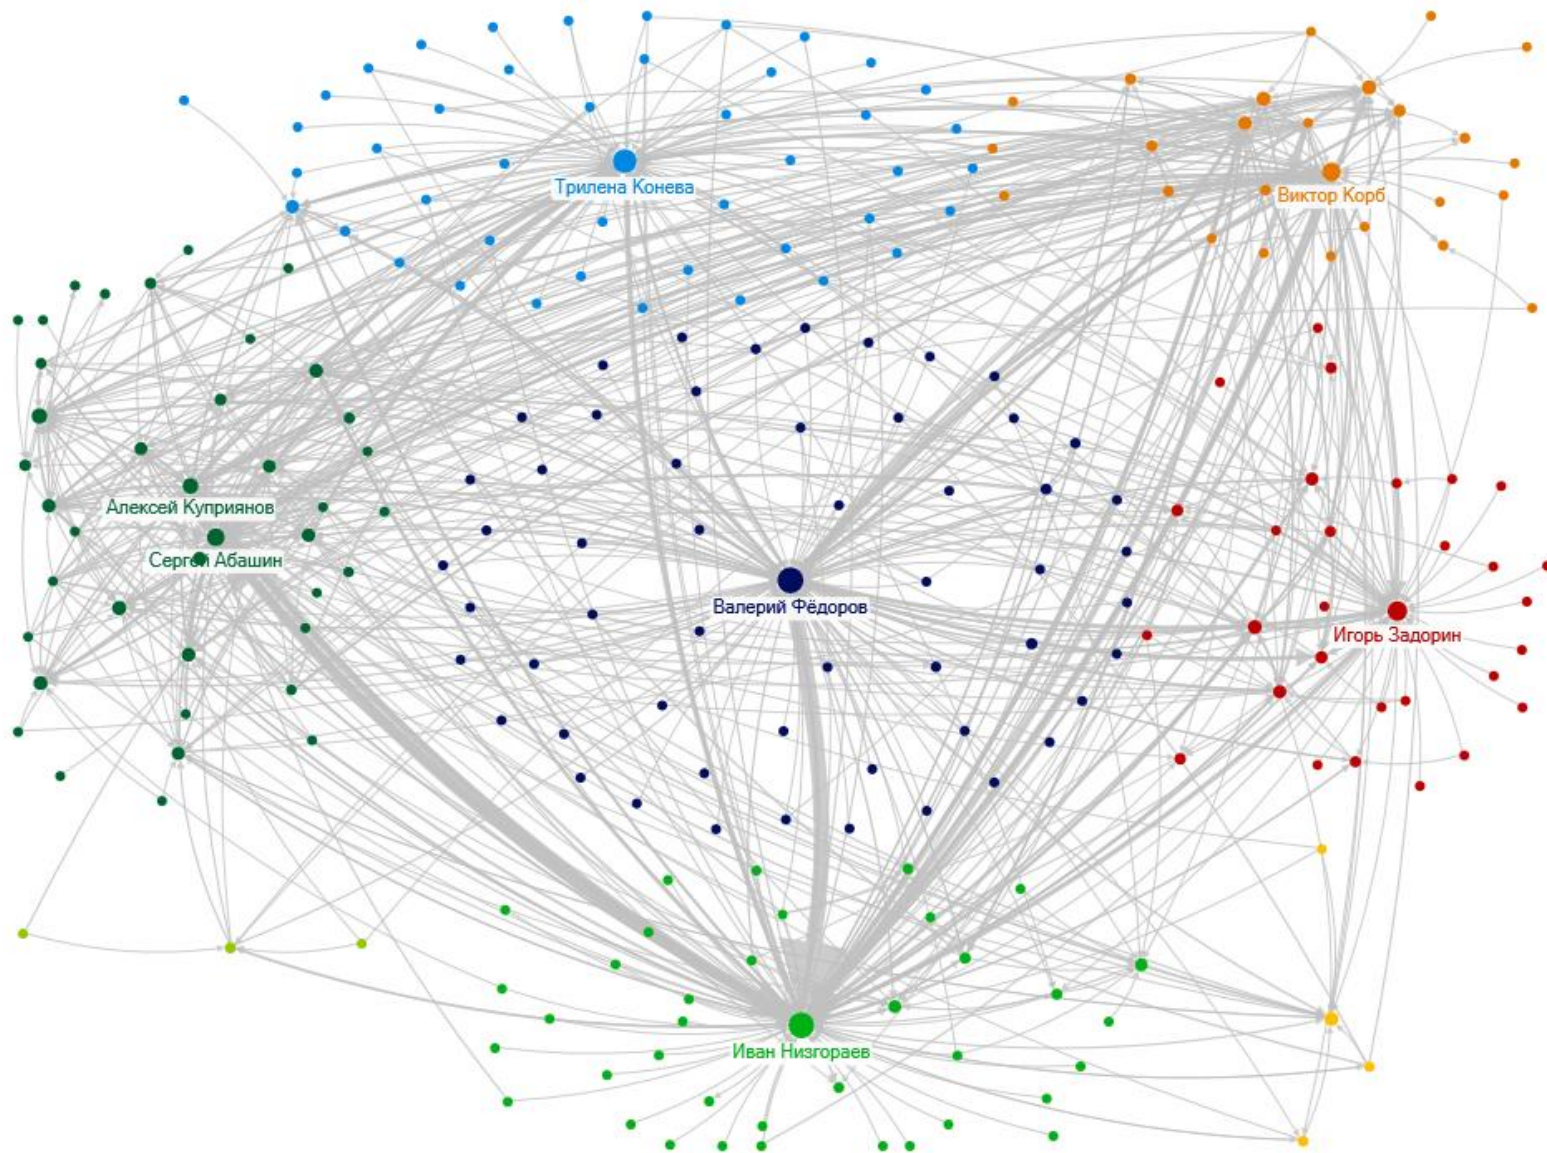 Трилена Конева
Виктор Корб
Алексей Куприянов
Сергей Абашин
Валерий Фёдоров
Игорь Задорин
Иван Низгораев